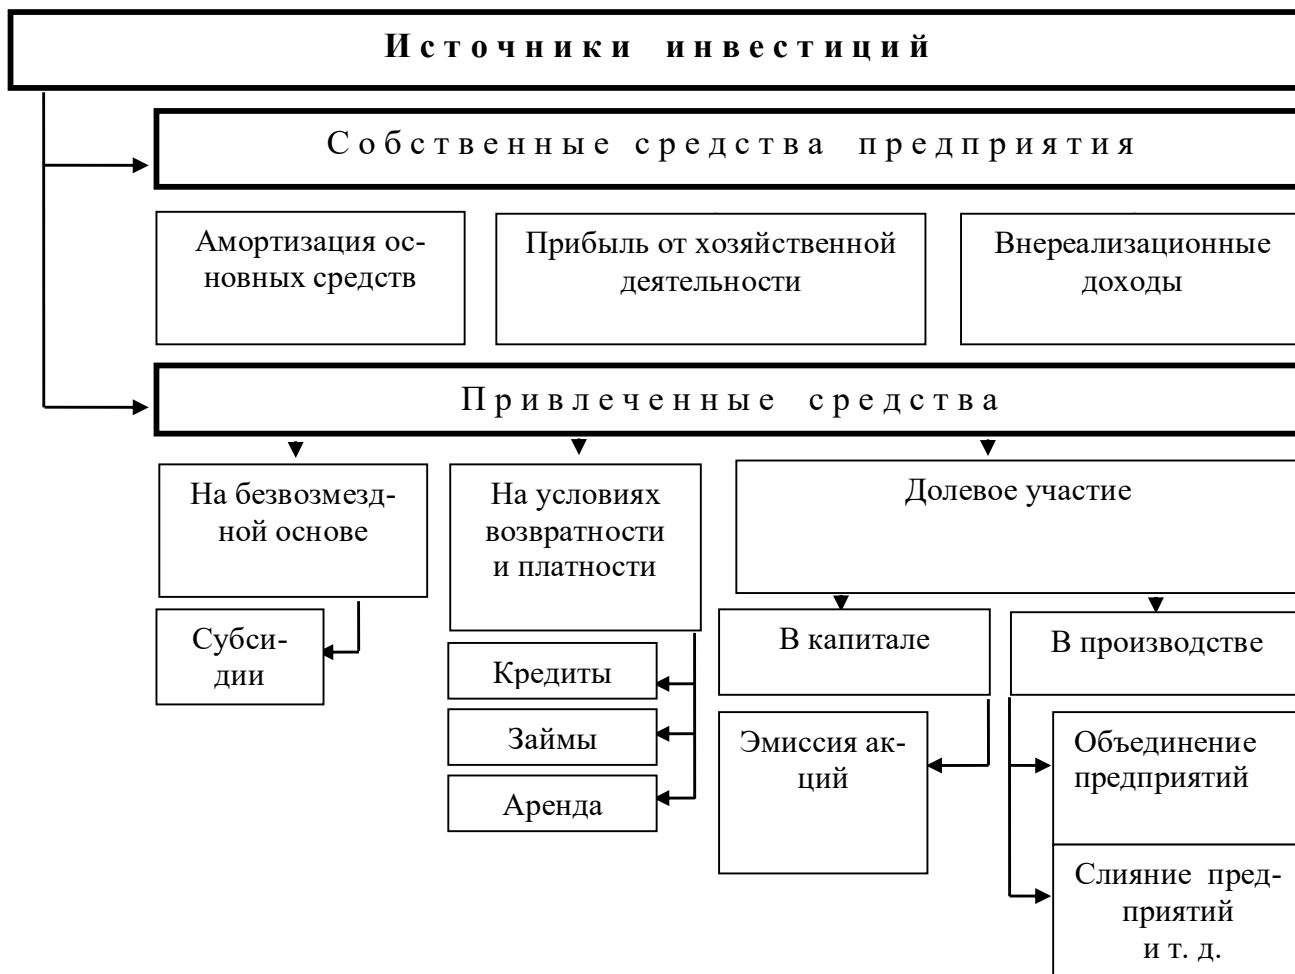 Источники инвестиций
Собственные средства предприятия
Амортизация ос-
новных средств
Прибыль от хозяйственной
деятельности
Внереализационные
доходы
Привлеченные средства
На безвозмезд-
ной основе
На условиях
возвратности
и платности
Долевое участие
Субси-
дии
Кредиты
Займы
Аренда
В капитале
В производстве
Эмиссия ак-
ций
Объединение
предприятий
Слияние пред-
приятий
и т. д.